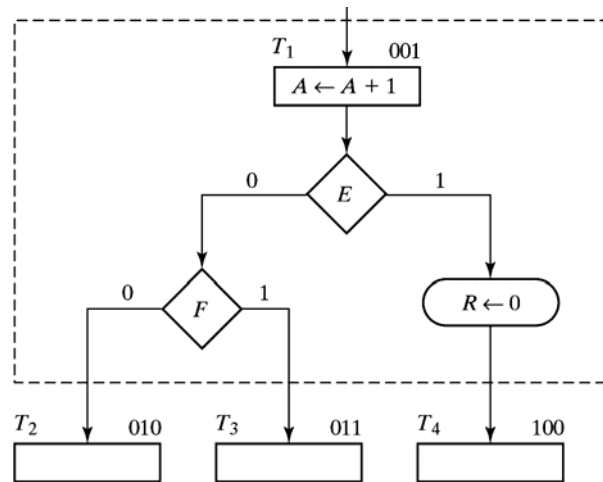 T₁ 001
A ← A + 1
0 1
E
0 1
F
R ← 0
T₂ 010 T₃ 011 T₄ 100